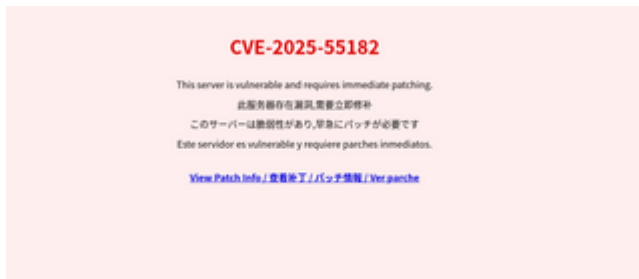 CVE-2025-55182
This server is vulnerable and requires immediate patching.
此服务器存在漏洞,需要立即修补
このサーバーは脆弱性があり,早急にパッチが必要です
Este servidor es vulnerable y requiere parches inmediatos.
View Patch Info / 查看补丁 / パッチ情報 / Ver parche